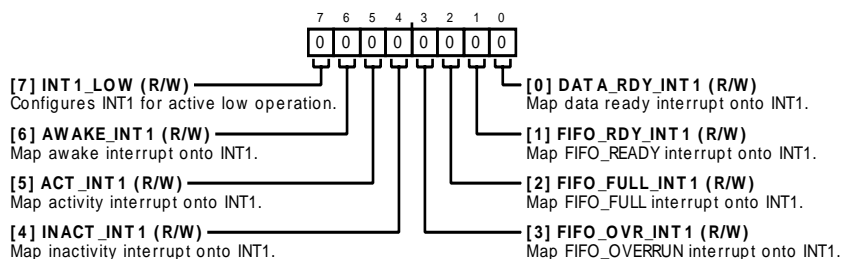 7 6 5 4 3 2 1 0
0 0 0 0 0 0 0 0
[7] INT1_LOW (R/W)
Configures INT1 for active low operation.
[6] AWAKE_INT1 (R/W)
Map awake interrupt onto INT1.
[5] ACT_INT1 (R/W)
Map activity interrupt onto INT1.
[4] INACT_INT1 (R/W)
Map inactivity interrupt onto INT1.
[0] DATA_RDY_INT1 (R/W)
Map data ready interrupt onto INT1.
[1] FIFO_RDY_INT1 (R/W)
Map FIFO_READY interrupt onto INT1.
[2] FIFO_FULL_INT1 (R/W)
Map FIFO_FULL interrupt onto INT1.
[3] FIFO_OVR_INT1 (R/W)
Map FIFO_OVERRUN interrupt onto INT1.